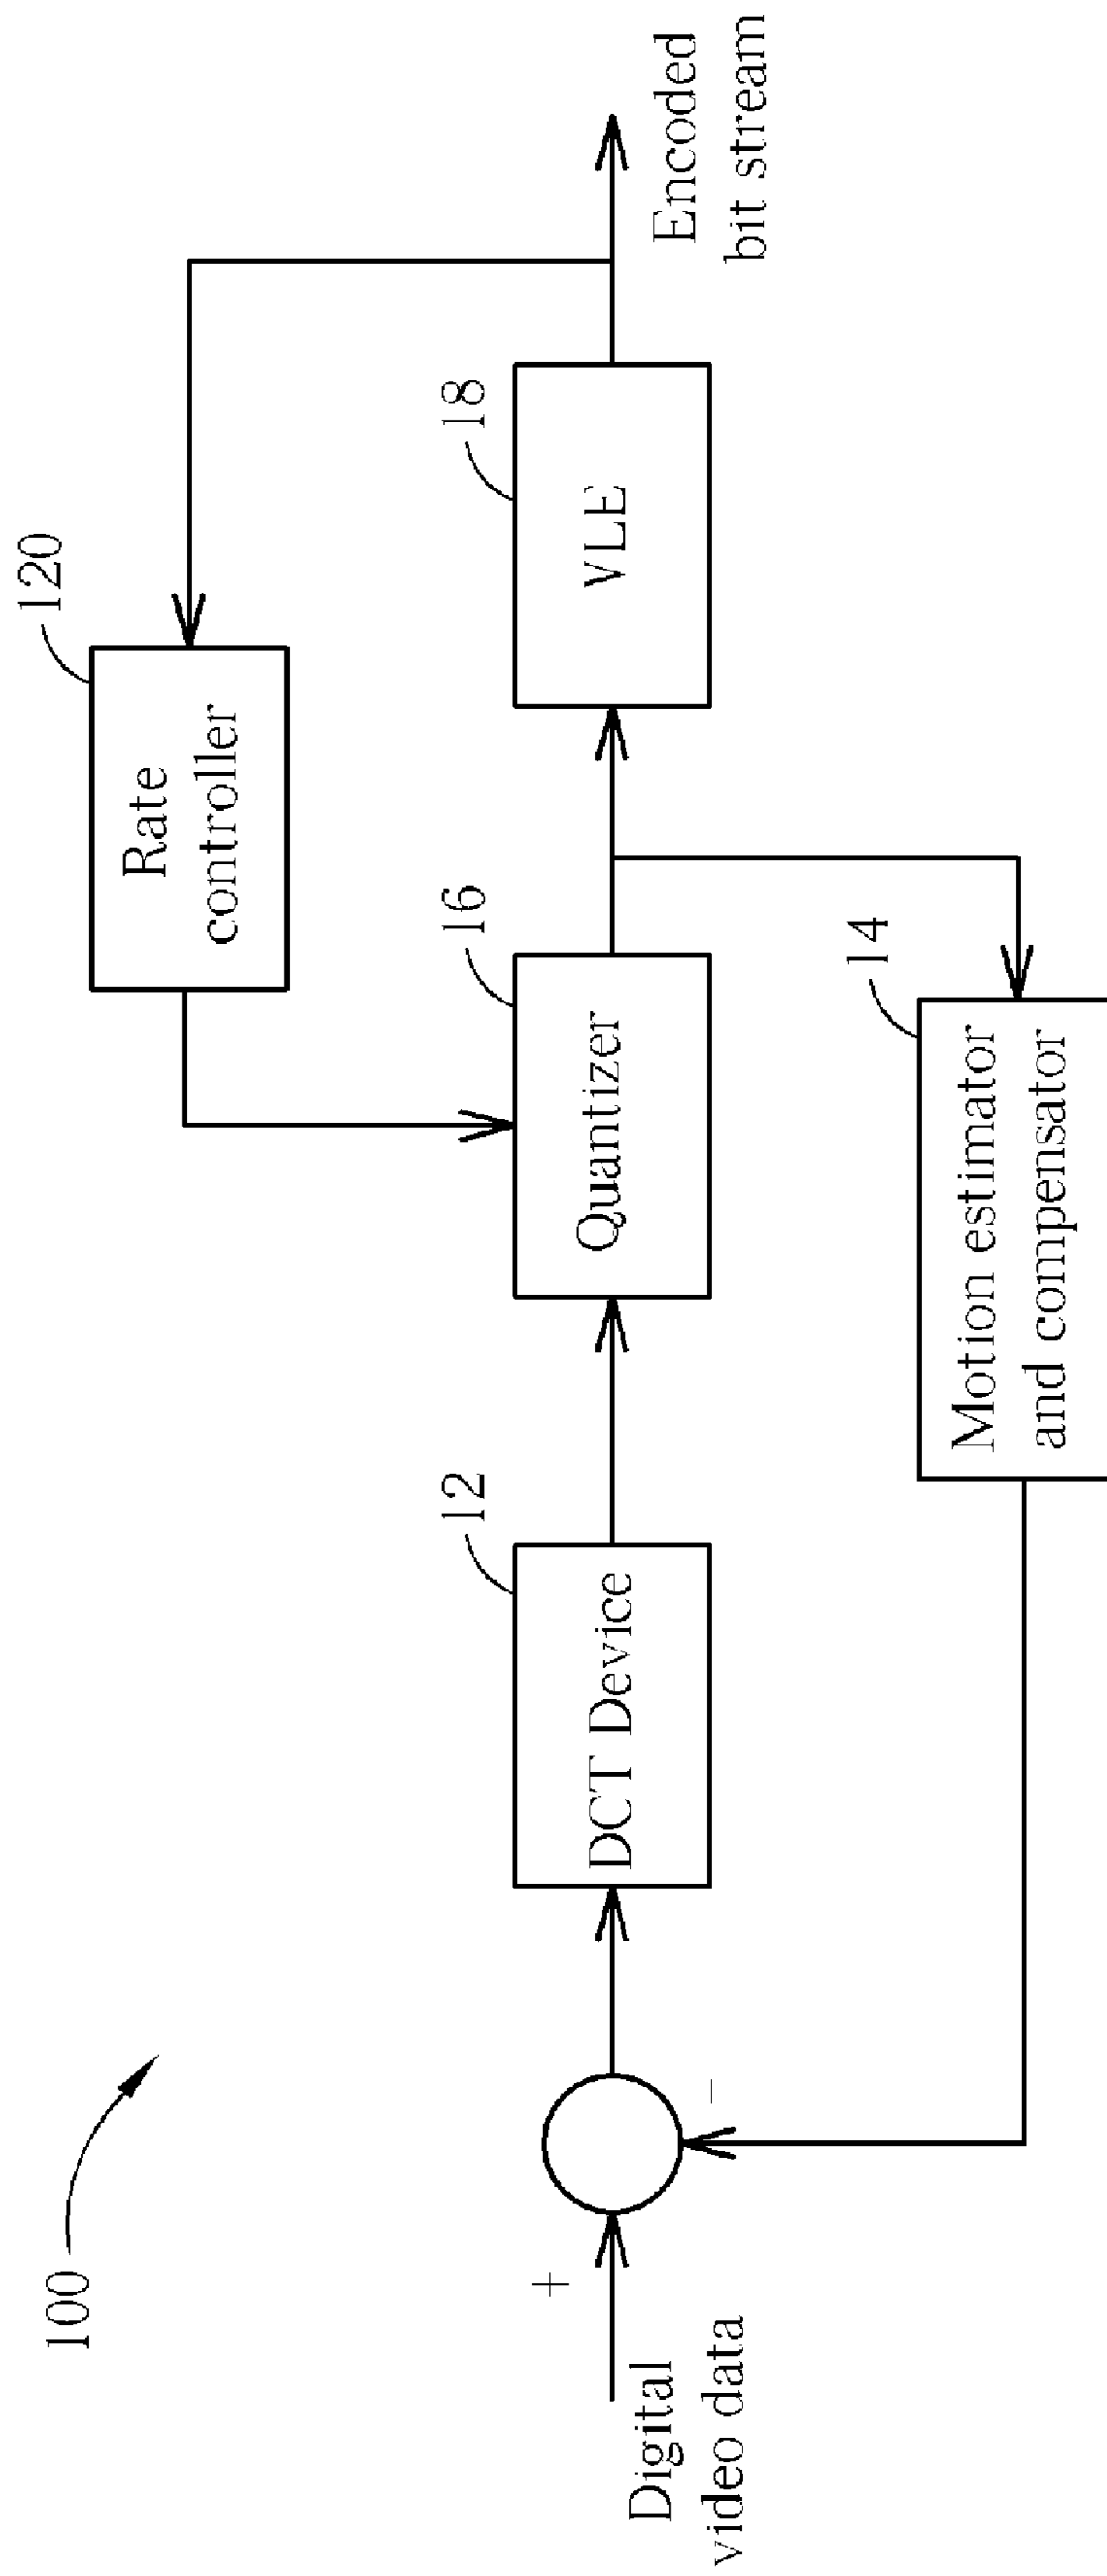 100
120
Rate
controller
12
16
18
DCT Device
Quantizer
VLE
+
−
Digital
video data
Encoded
bit stream
14
Motion estimator
and compensator